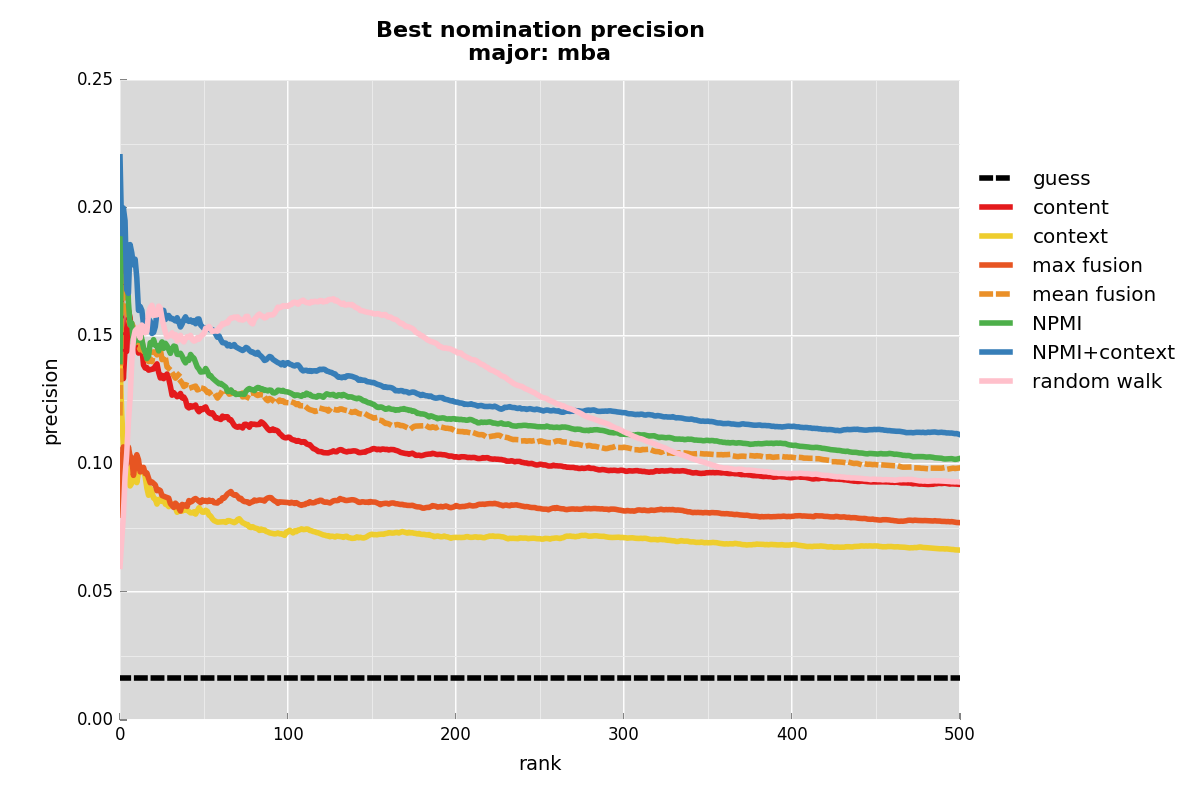 Best nomination precision
major: mba
precision
0.25
0.20
0.15
0.10
0.05
0.00
0
100
200
300
400
500
rank
guess
content
context
max fusion
mean fusion
NPMI
NPMI+context
random walk